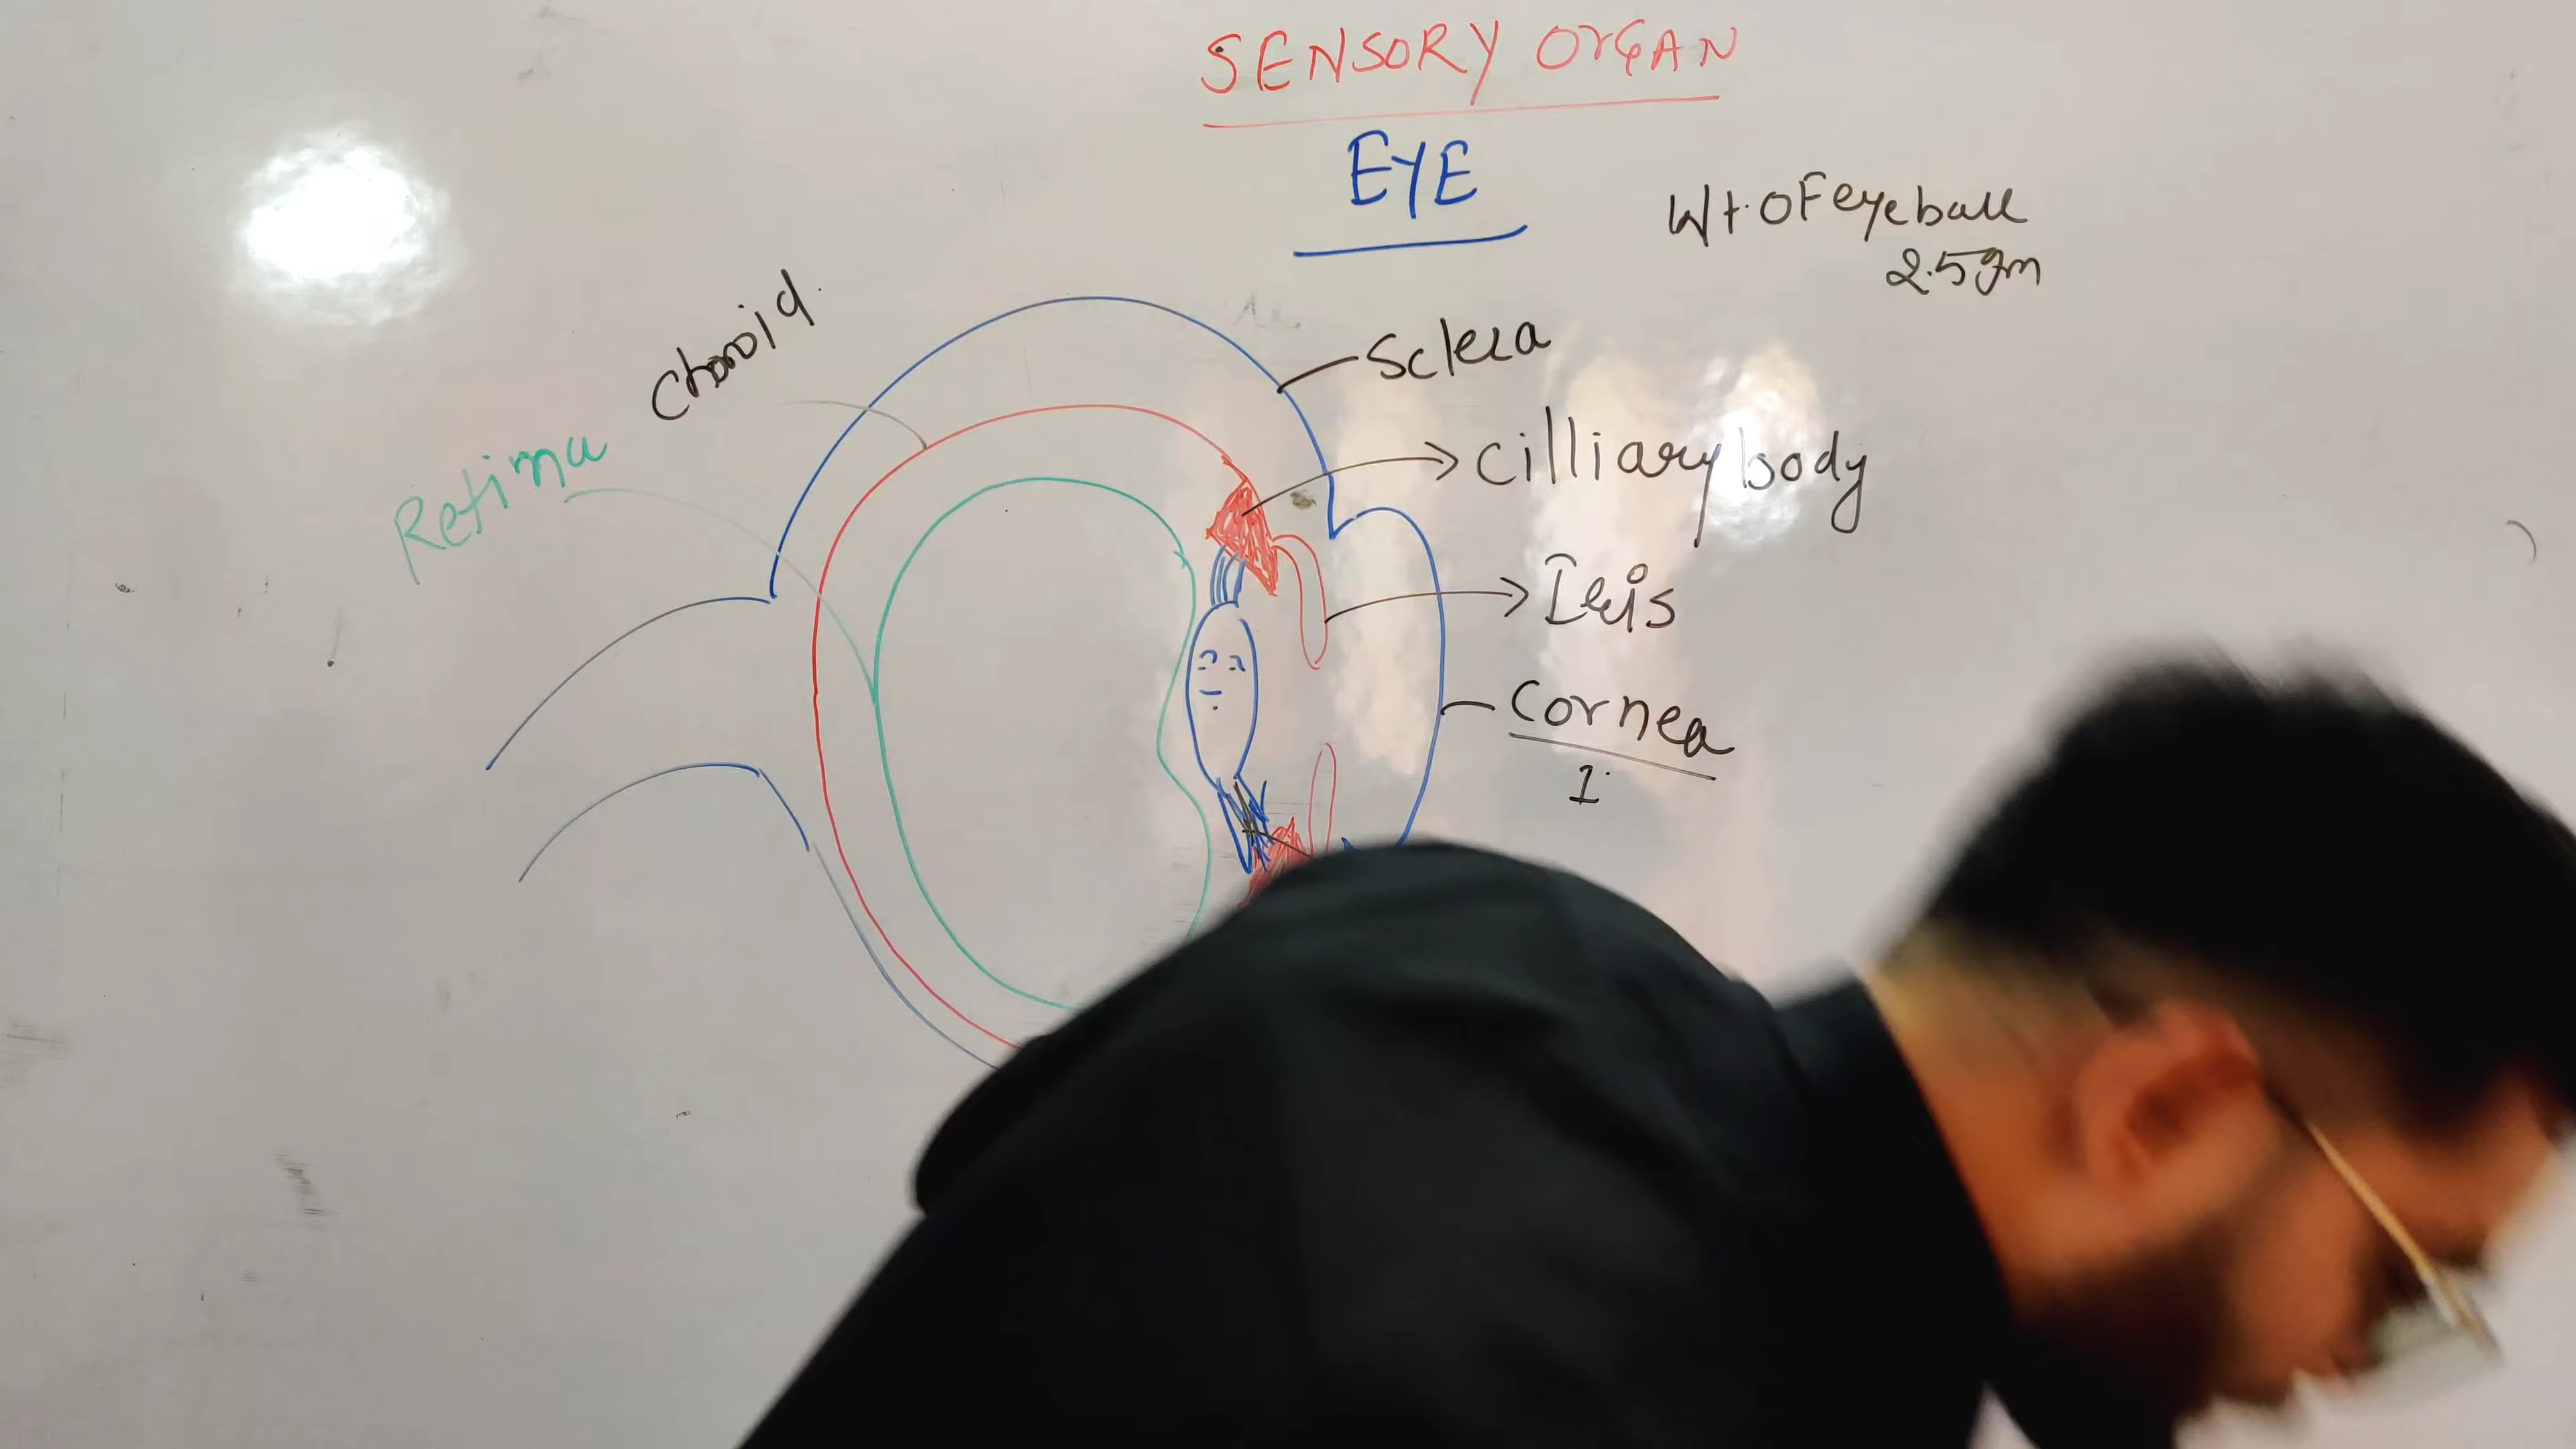 SENSORY OrGAN
EYE
Wt. OF eyeball
2.5gm
Choroid
Sclera
Retina
Cilliary body
Iris
Cornea
1.